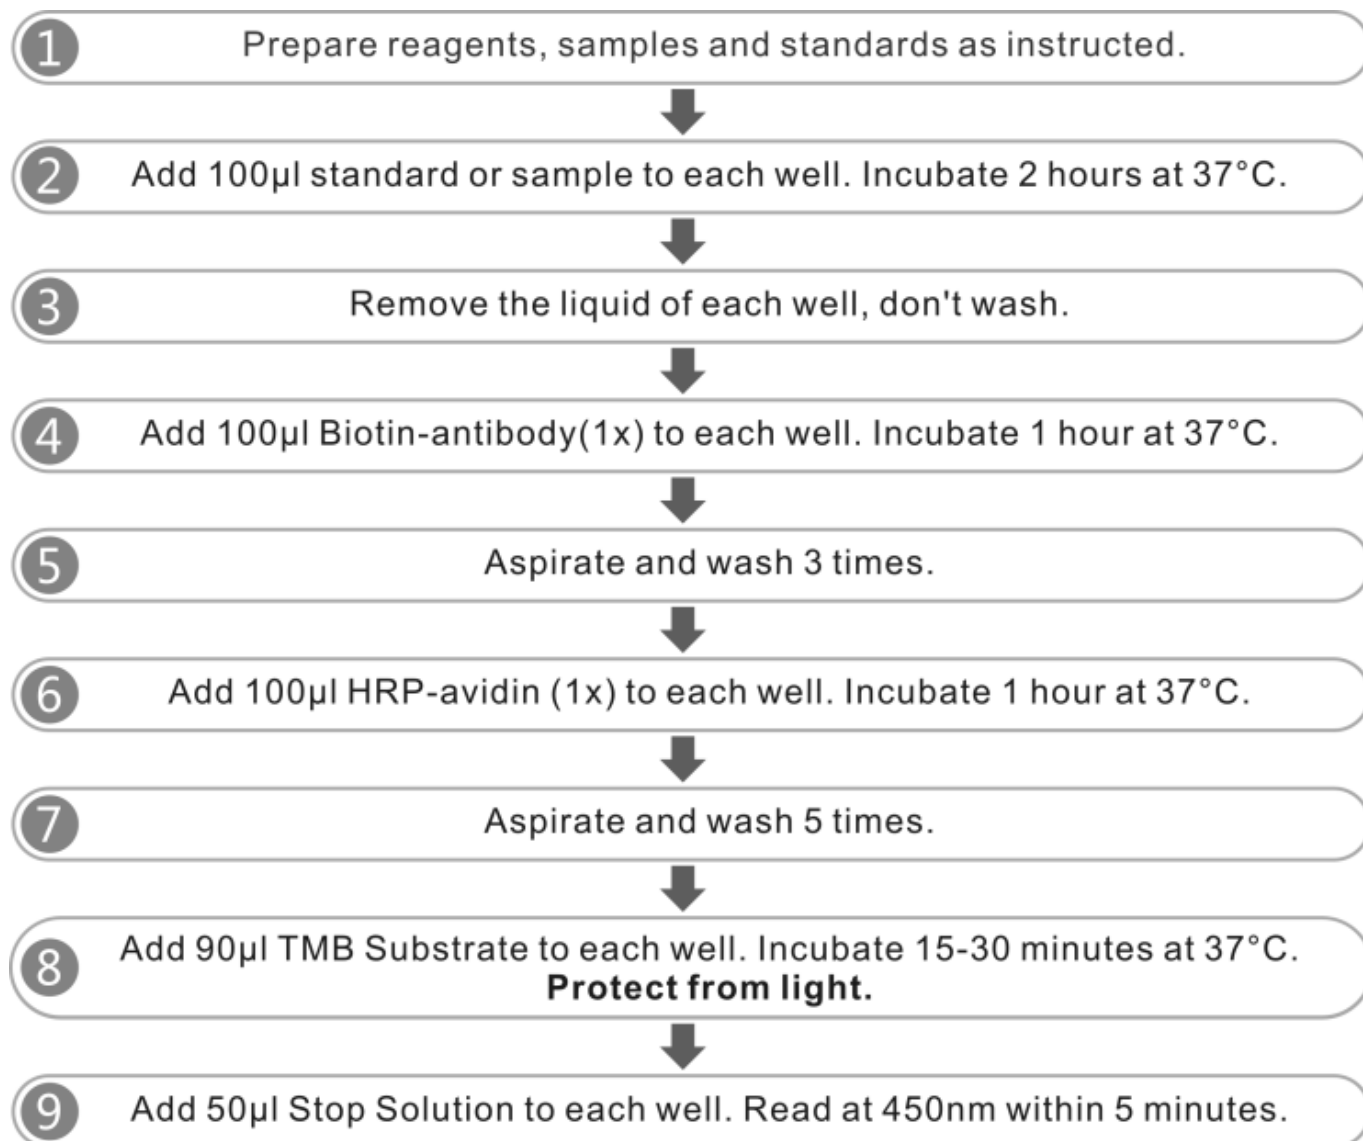 1 Prepare reagents, samples and standards as instructed.
2 Add 100µl standard or sample to each well. Incubate 2 hours at 37°C.
3 Remove the liquid of each well, don't wash.
4 Add 100µl Biotin-antibody(1x) to each well. Incubate 1 hour at 37°C.
5 Aspirate and wash 3 times.
6 Add 100µl HRP-avidin (1x) to each well. Incubate 1 hour at 37°C.
7 Aspirate and wash 5 times.
8 Add 90µl TMB Substrate to each well. Incubate 15-30 minutes at 37°C.
Protect from light.
9 Add 50µl Stop Solution to each well. Read at 450nm within 5 minutes.